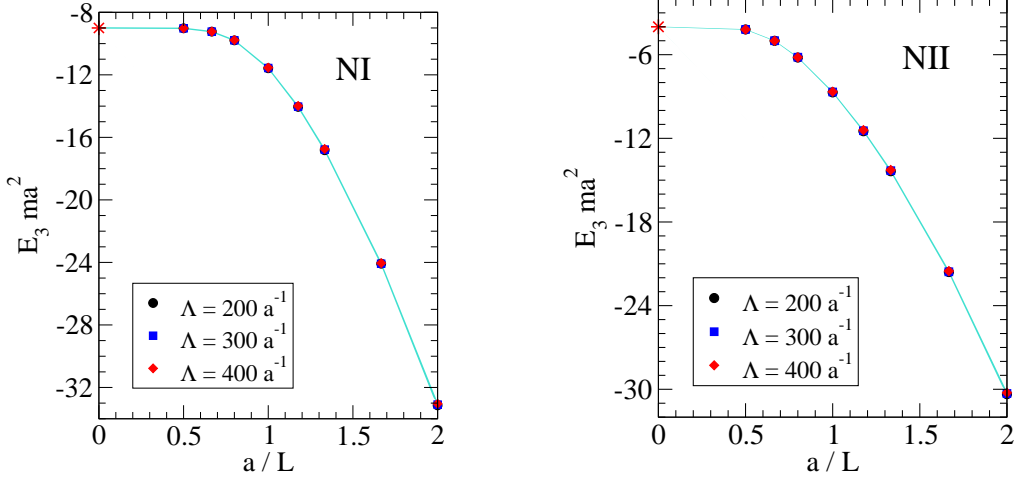 -8
-12
-16
-20
-24
-28
-32
E₃ ma²
NI
Λ = 200 a⁻¹
Λ = 300 a⁻¹
Λ = 400 a⁻¹
0 0.5 1 1.5 2
a / L
-6
-12
-18
-24
-30
E₃ ma²
NII
Λ = 200 a⁻¹
Λ = 300 a⁻¹
Λ = 400 a⁻¹
0 0.5 1 1.5 2
a / L